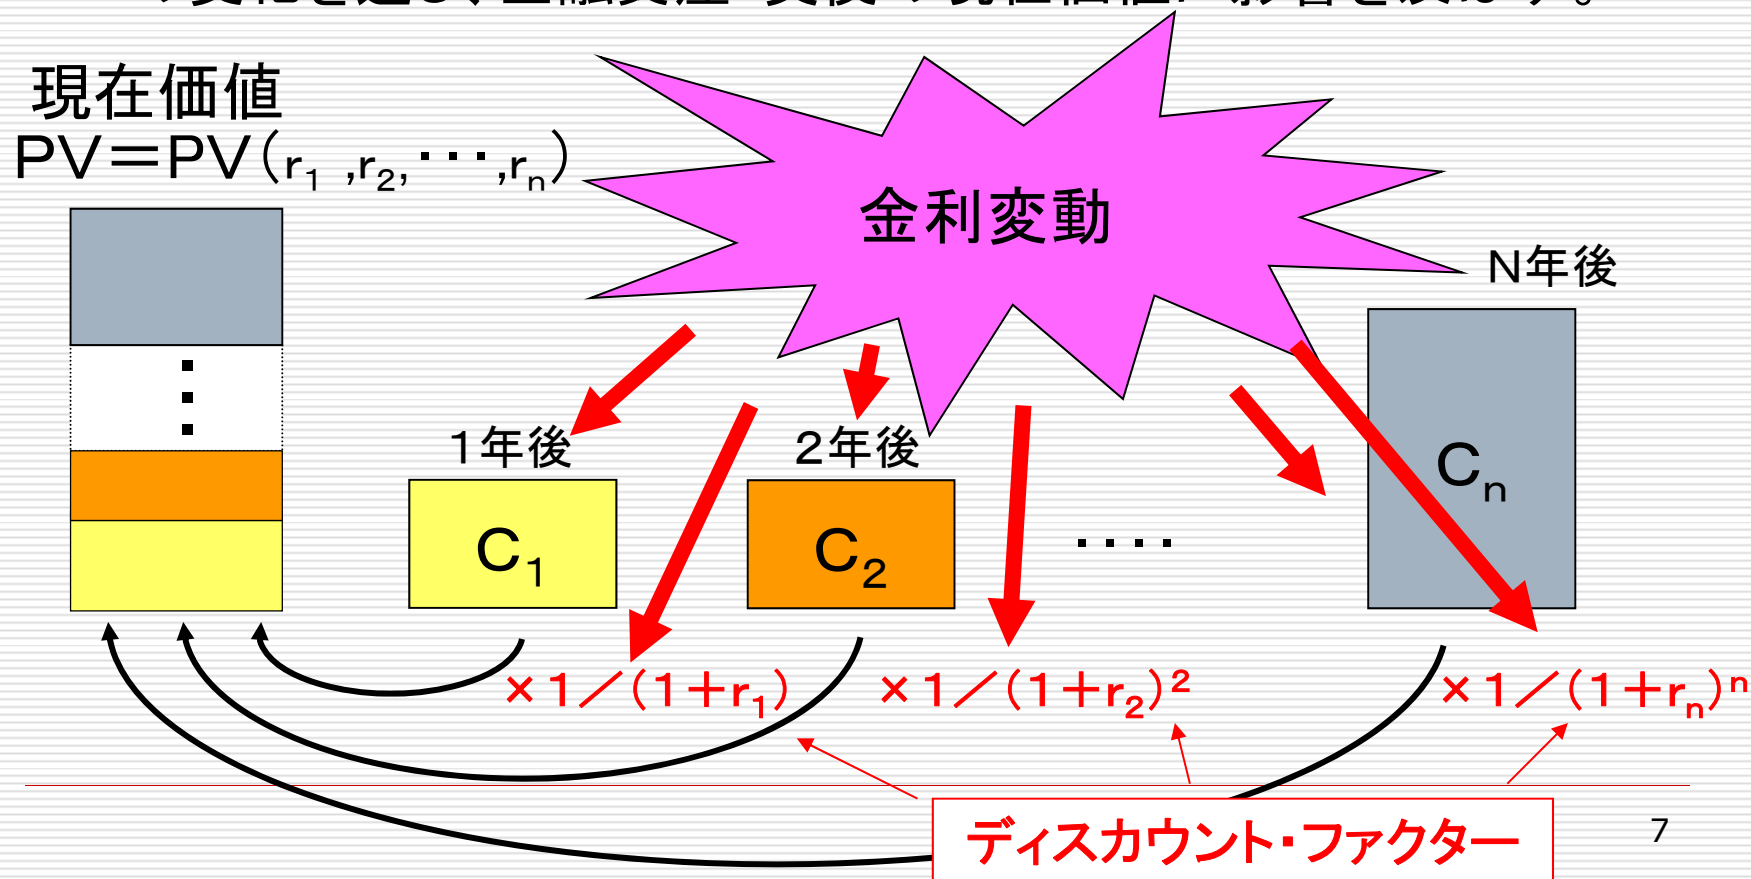 現在価値
PV=PV(r₁ ,r₂,・・・,rₙ)
金利変動
N年後
1年後
2年後
Cₙ
C₁
C₂
・・・・
×1/(1+r₁)
×1/(1+r₂)²
×1/(1+rₙ)ⁿ
ディスカウント・ファクター
7